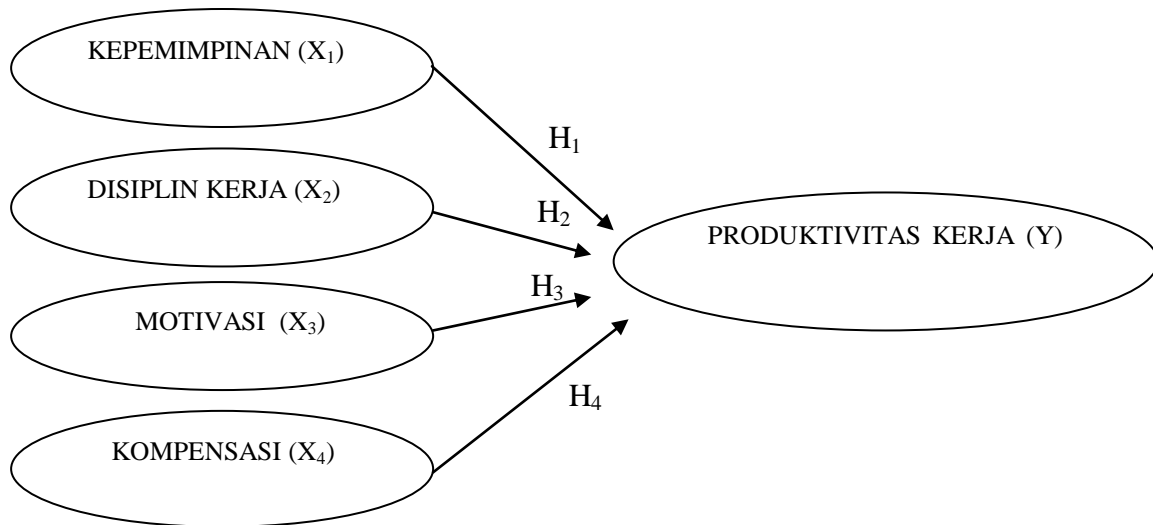 KEPEMIMPINAN (X₁)
H₁
DISIPLIN KERJA (X₂)
H₂
PRODUKTIVITAS KERJA (Y)
H₃
MOTIVASI (X₃)
H₄
KOMPENSASI (X₄)